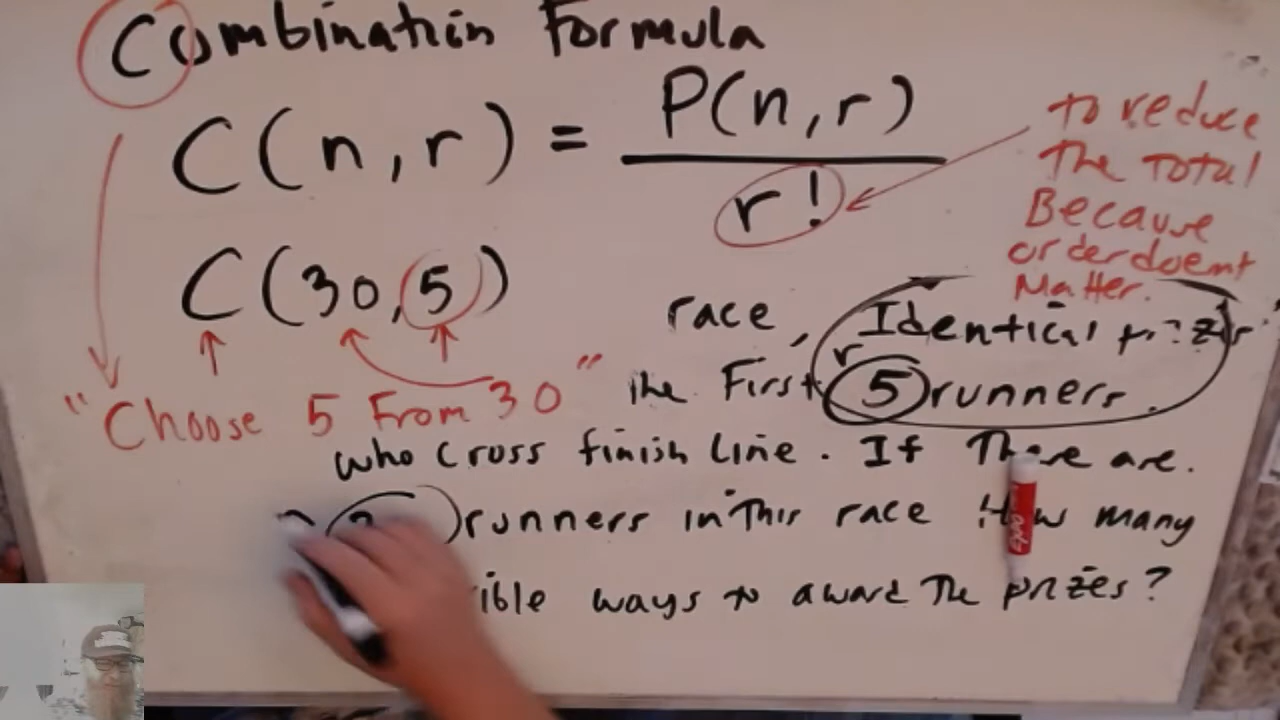 Combination Formula
C(n,r) = P(n,r)
r!
to reduce
The Total
Because
order doesnt
Matter.
C(30,5)
"Choose 5 From 30"
race, Identical
r
the First 5 runners.
who cross finish Line. If There are.
runners in This race How many
ible ways to award The prizes?
expo